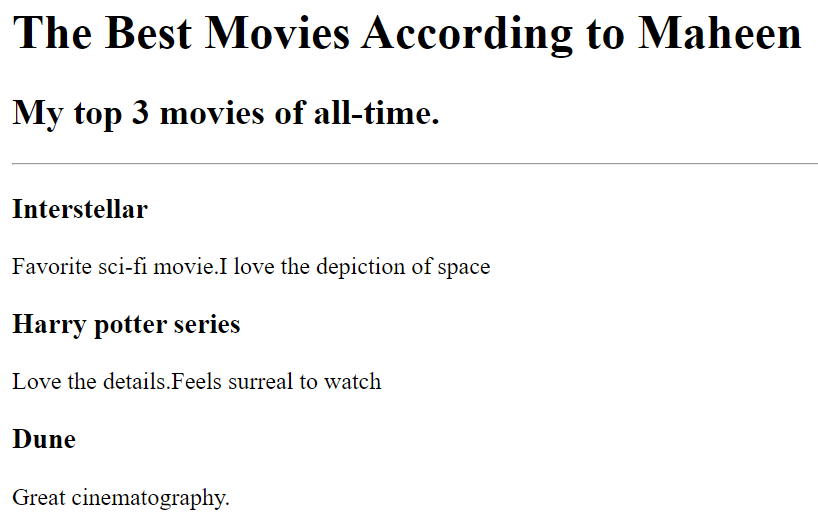 The Best Movies According to Maheen
My top 3 movies of all-time.
Interstellar
Favorite sci-fi movie.I love the depiction of space
Harry potter series
Love the details.Feels surreal to watch
Dune
Great cinematography.